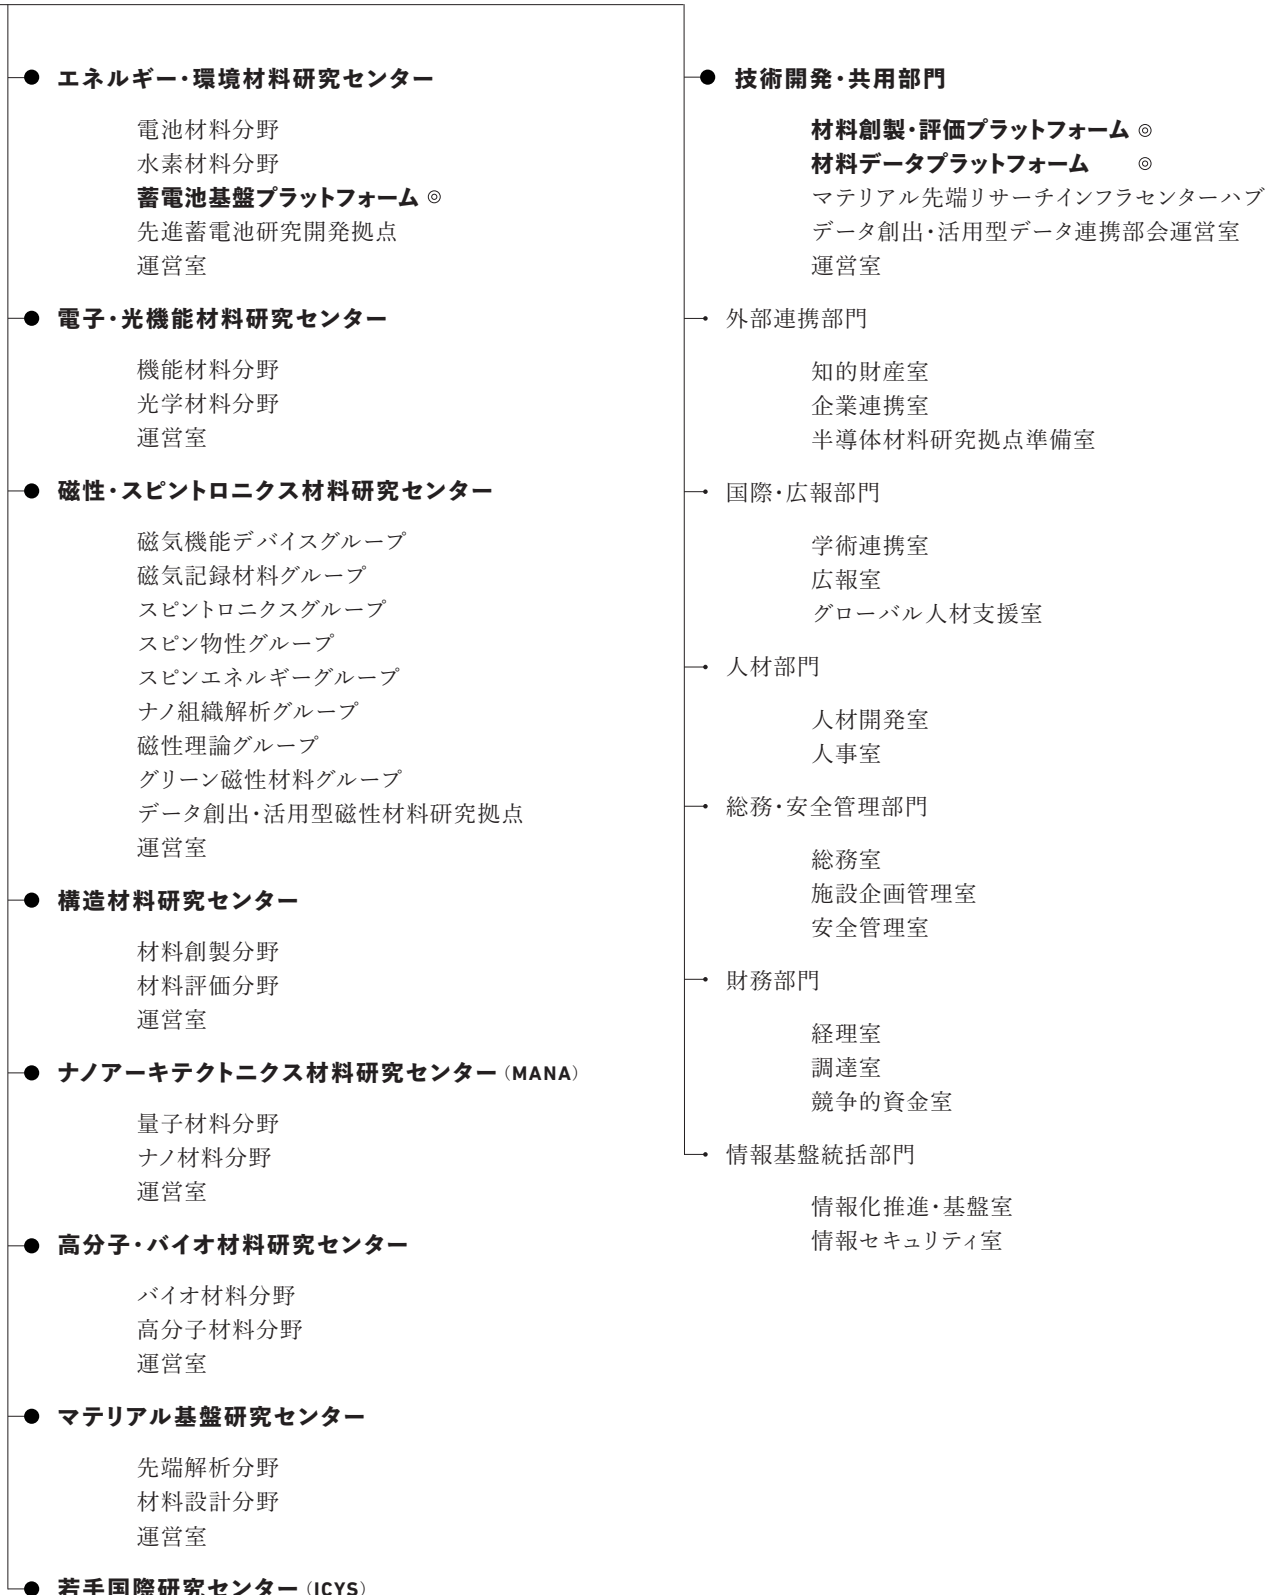 エネルギー・環境材料研究センター
電池材料分野
水素材料分野
蓄電池基盤プラットフォーム ◎
先進蓄電池研究開発拠点
運営室
電子・光機能材料研究センター
機能材料分野
光学材料分野
運営室
磁性・スピントロニクス材料研究センター
磁気機能デバイスグループ
磁気記録材料グループ
スピントロニクスグループ
スピン物性グループ
スピンエネルギーグループ
ナノ組織解析グループ
磁性理論グループ
グリーン磁性材料グループ
データ創出・活用型磁性材料研究拠点
運営室
構造材料研究センター
材料創製分野
材料評価分野
運営室
ナノアーキテクトニクス材料研究センター（MANA）
量子材料分野
ナノ材料分野
運営室
高分子・バイオ材料研究センター
バイオ材料分野
高分子材料分野
運営室
マテリアル基盤研究センター
先端解析分野
材料設計分野
運営室
若手国際研究センター（ICYS）
技術開発・共用部門
材料創製・評価プラットフォーム ◎
材料データプラットフォーム ◎
マテリアル先端リサーチインフラセンターハブ
データ創出・活用型データ連携部会運営室
運営室
外部連携部門
知的財産室
企業連携室
半導体材料研究拠点準備室
国際・広報部門
学術連携室
広報室
グローバル人材支援室
人材部門
人材開発室
人事室
総務・安全管理部門
総務室
施設企画管理室
安全管理室
財務部門
経理室
調達室
競争的資金室
情報基盤統括部門
情報化推進・基盤室
情報セキュリティ室